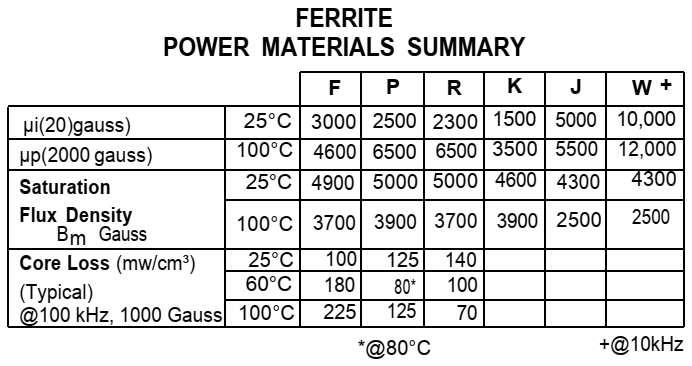 FERRITE
POWER MATERIALS SUMMARY
F P R K J W +
µi(20)gauss) 25°C 3000 2500 2300 1500 5000 10,000
µp(2000 gauss) 100°C 4600 6500 6500 3500 5500 12,000
Saturation 25°C 4900 5000 5000 4600 4300 4300
Flux Density
Bm Gauss 100°C 3700 3900 3700 3900 2500 2500
Core Loss (mw/cm³) 25°C 100 125 140
(Typical) 60°C 180 80* 100
@100 kHz, 1000 Gauss 100°C 225 125 70
*@80°C +@10kHz